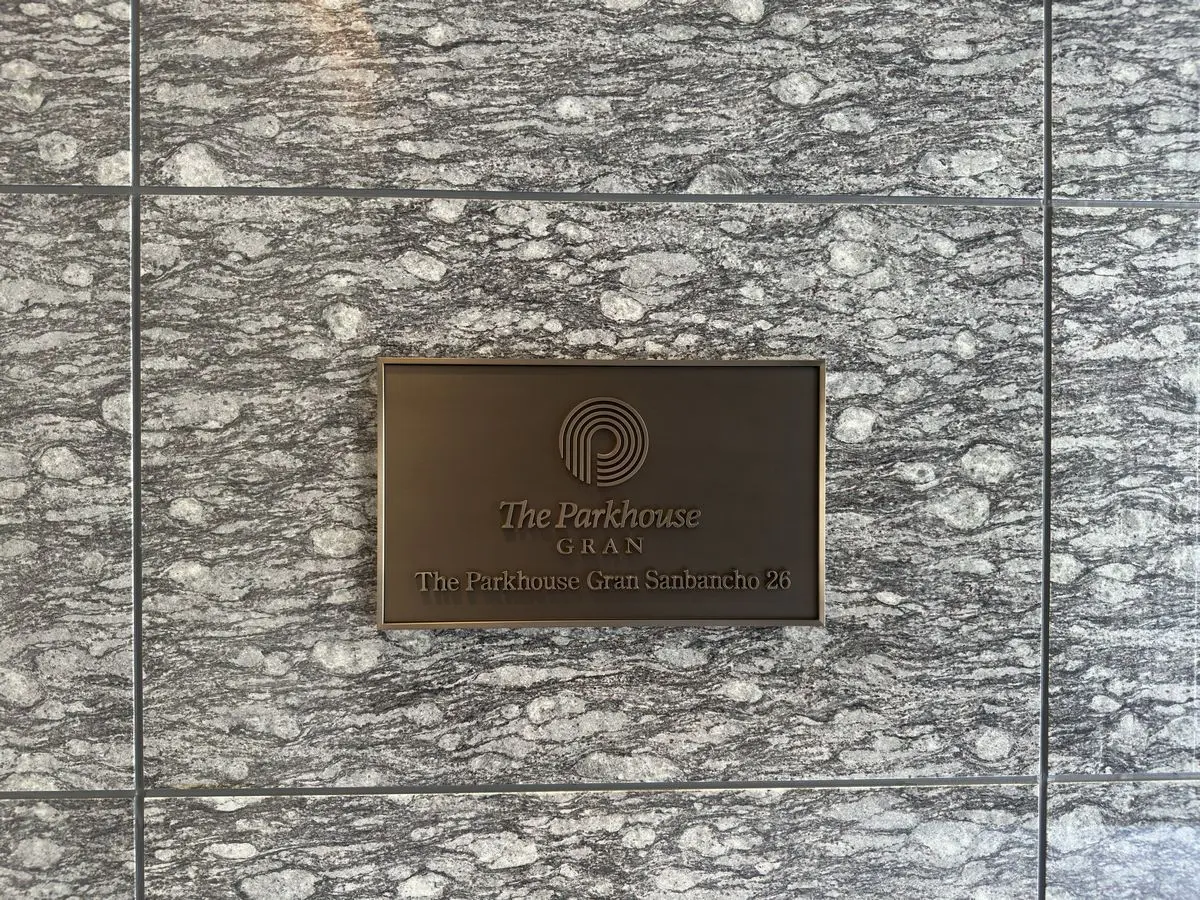 The Parkhouse
GRAN
The Parkhouse Gran Sanbancho 26